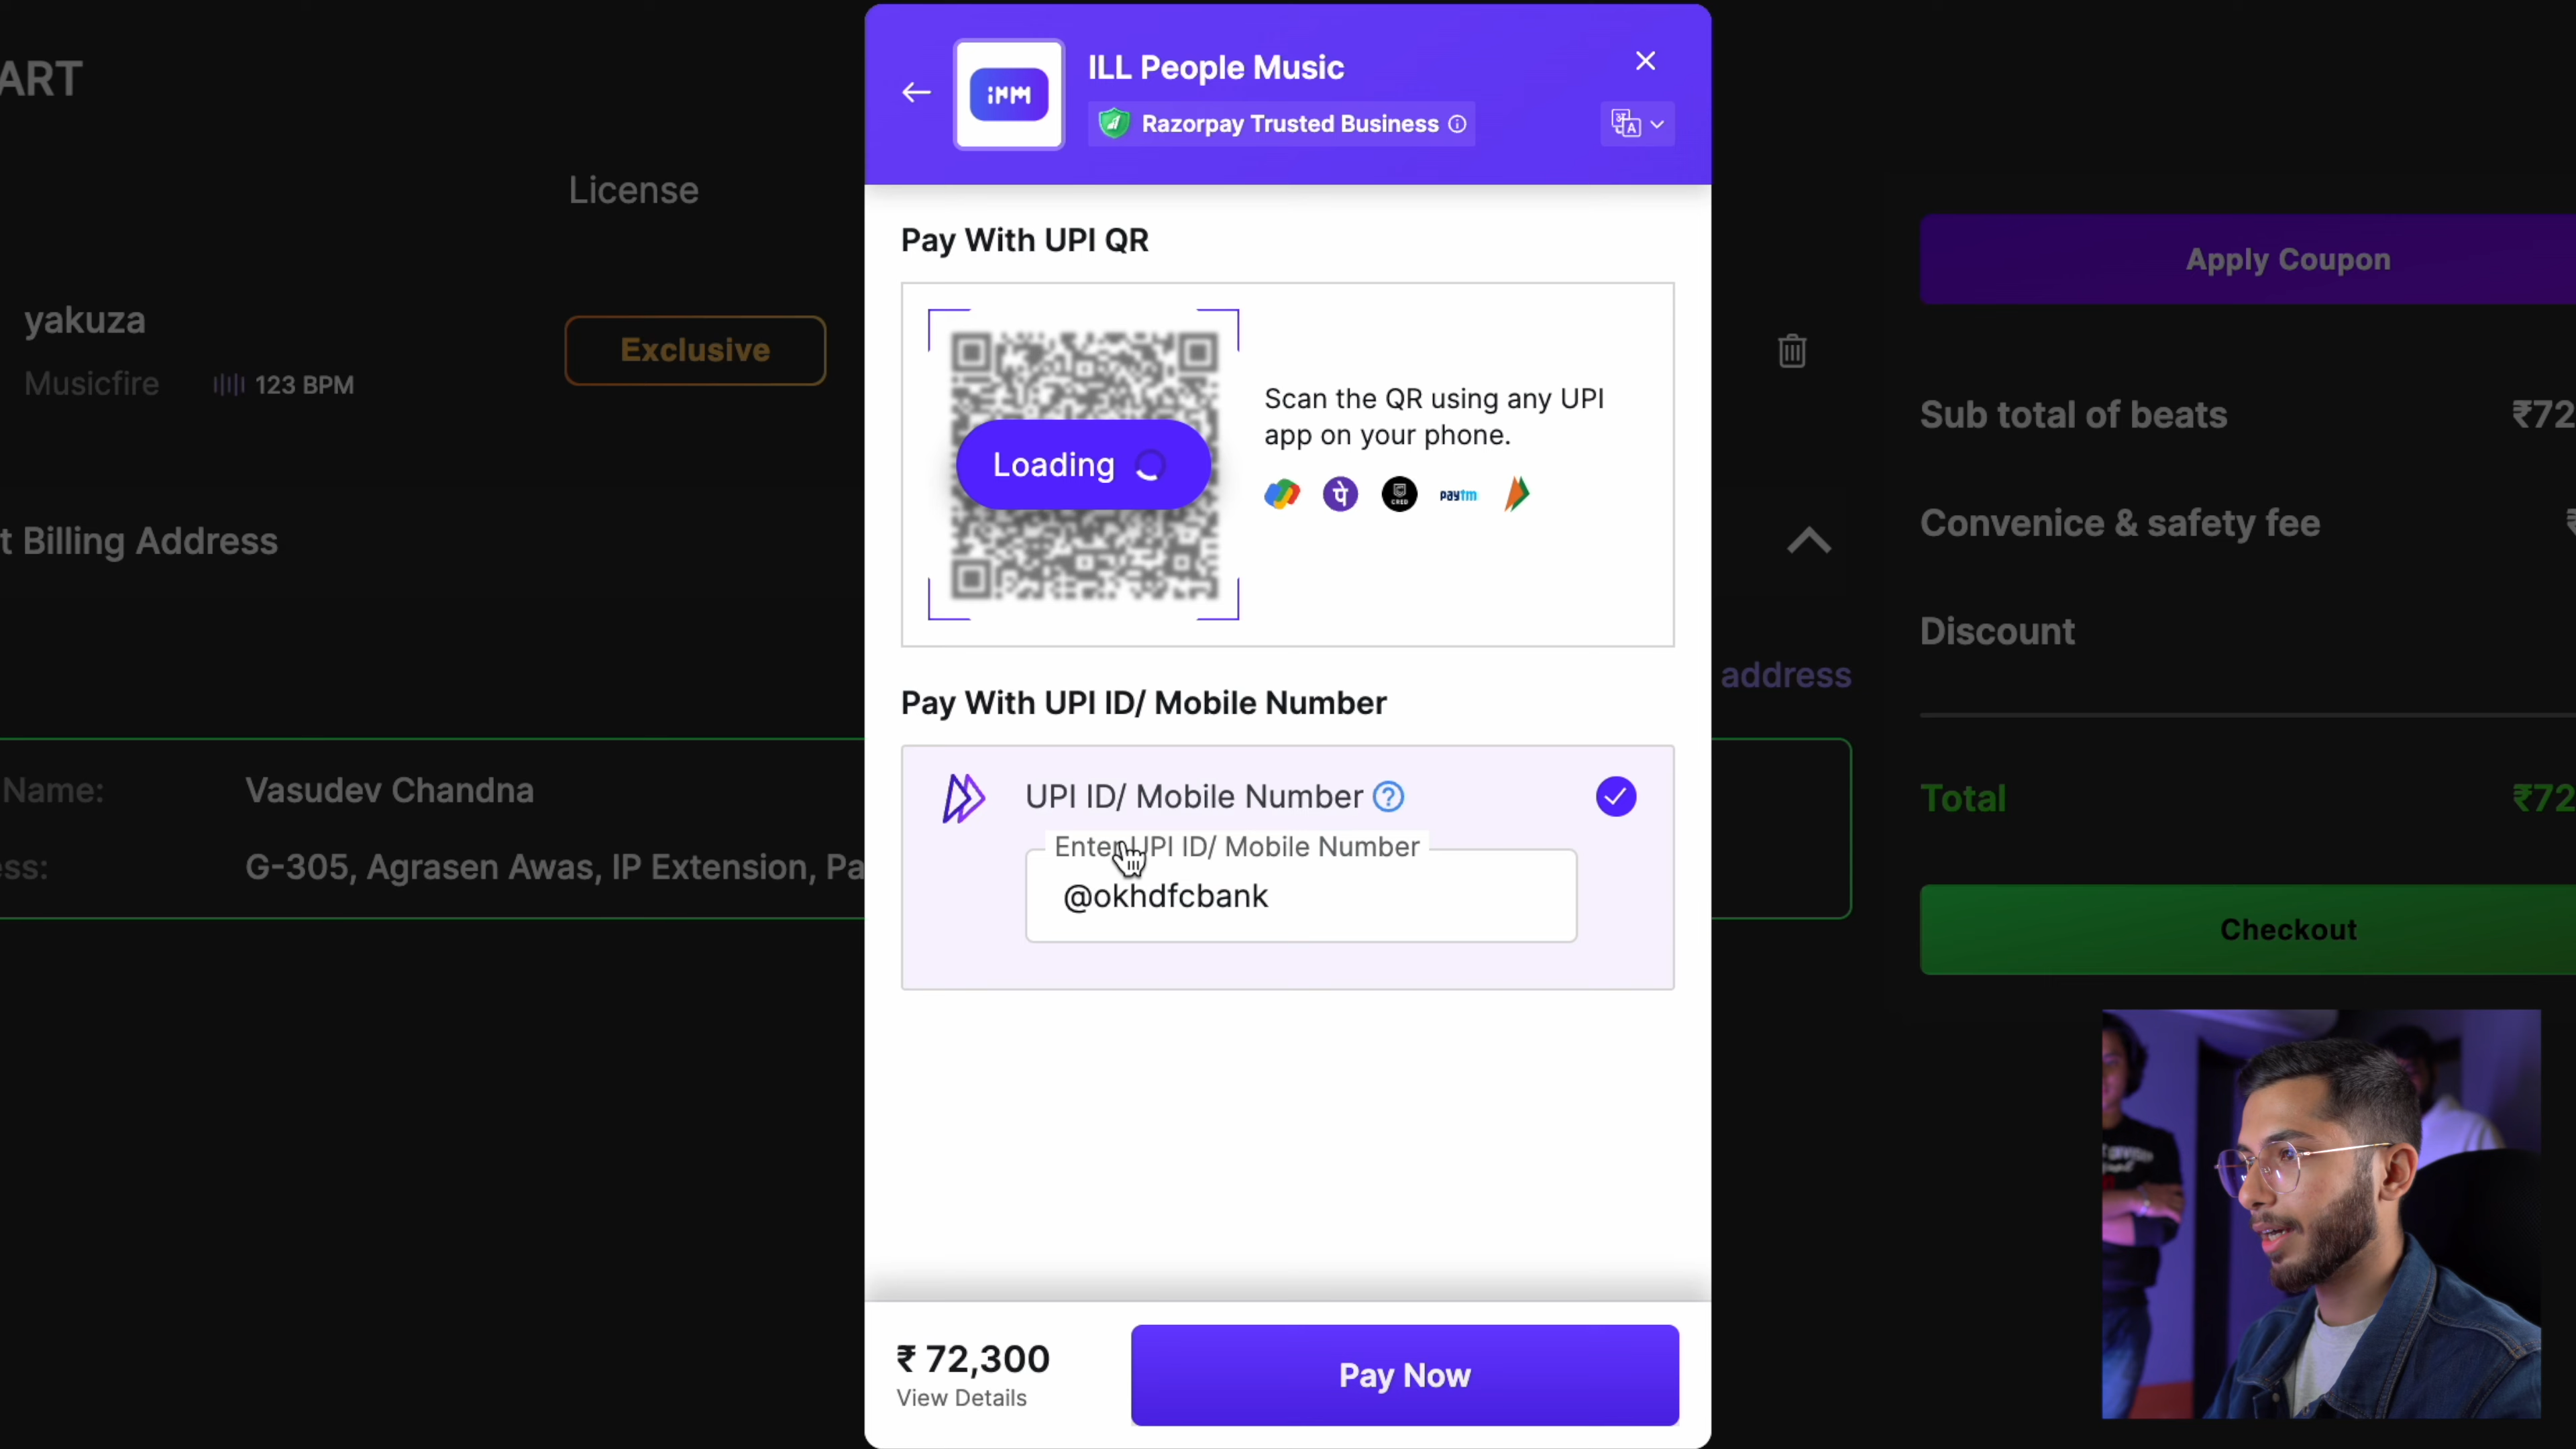 ART
License
yakuza
Musicfire
123 BPM
Exclusive
t Billing Address
Name:
Vasudev Chandna
ess:
G-305, Agrasen Awas, IP Extension, Pa
ILL People Music
Razorpay Trusted Business
Pay With UPI QR
Loading
Scan the QR using any UPI
app on your phone.
पे
CRED
paytm
Pay With UPI ID/ Mobile Number
UPI ID/ Mobile Number
Enter UPI ID/ Mobile Number
@okhdfcbank
₹ 72,300
View Details
Pay Now
address
Apply Coupon
Sub total of beats
₹72
Convenice & safety fee
₹
Discount
Total
₹72
Checkout